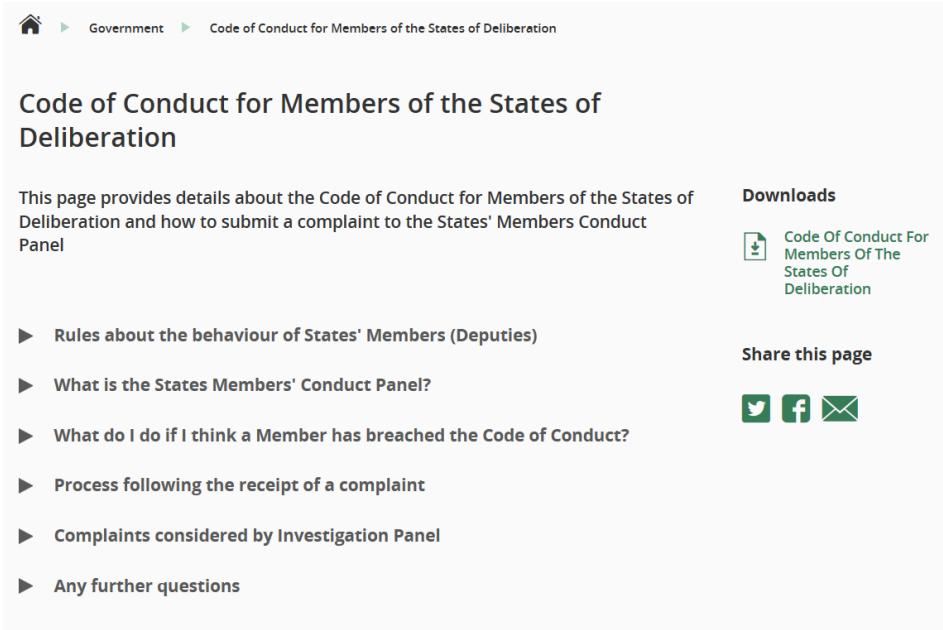 Government Code of Conduct for Members of the States of Deliberation
Code of Conduct for Members of the States of
Deliberation
This page provides details about the Code of Conduct for Members of the States of
Deliberation and how to submit a complaint to the States' Members Conduct
Panel
Rules about the behaviour of States' Members (Deputies)
What is the States Members' Conduct Panel?
What do I do if I think a Member has breached the Code of Conduct?
Process following the receipt of a complaint
Complaints considered by Investigation Panel
Any further questions
Downloads
Code Of Conduct For
Members Of The
States Of
Deliberation
Share this page